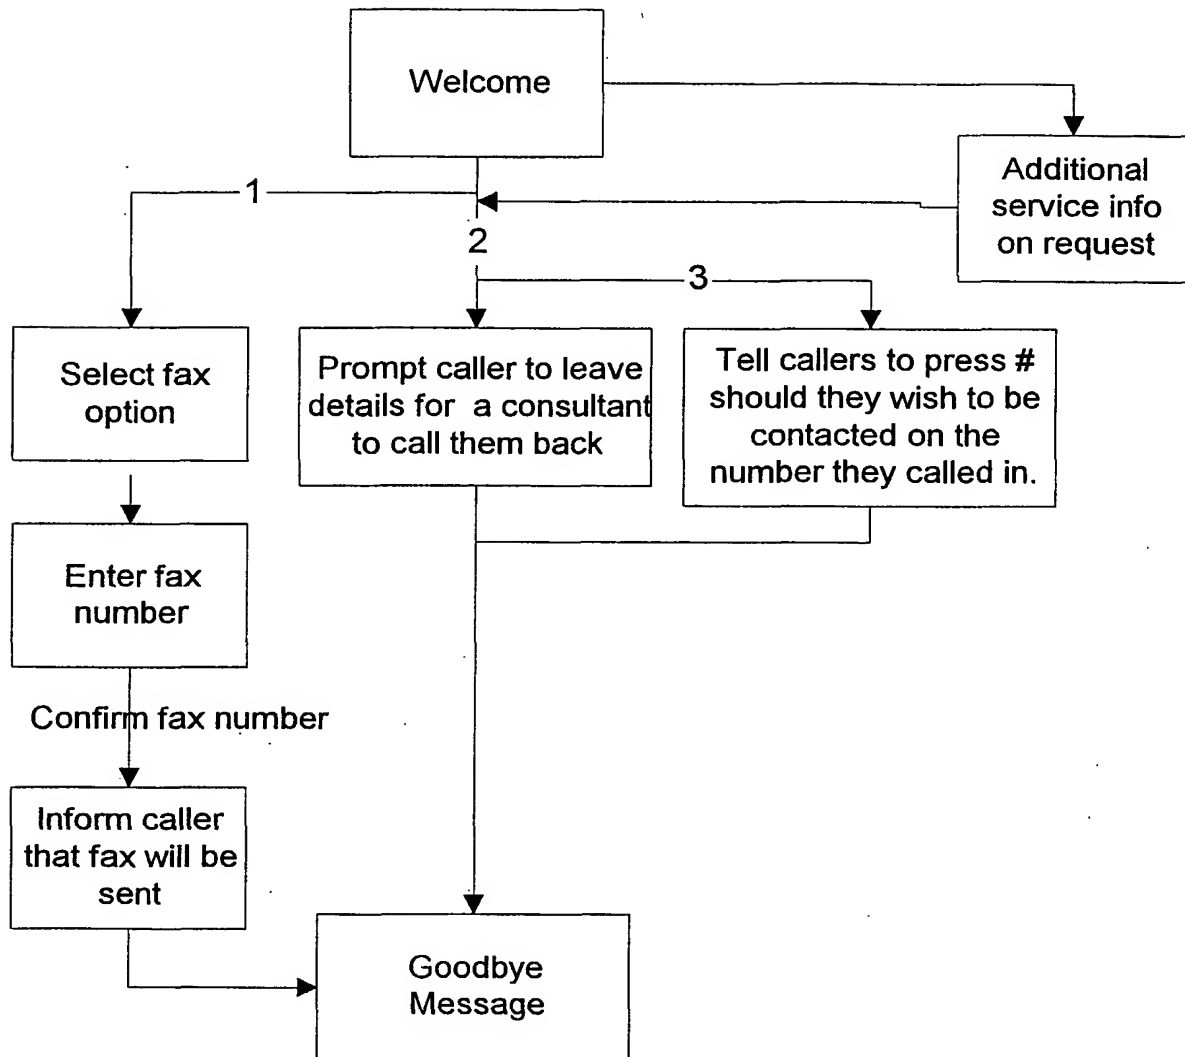 Welcome
Additional
service info
on request
1
2
3
Select fax
option
Prompt caller to leave
details for a consultant
to call them back
Tell callers to press #
should they wish to be
contacted on the
number they called in.
Enter fax
number
Confirm fax number
Inform caller
that fax will be
sent
Goodbye
Message